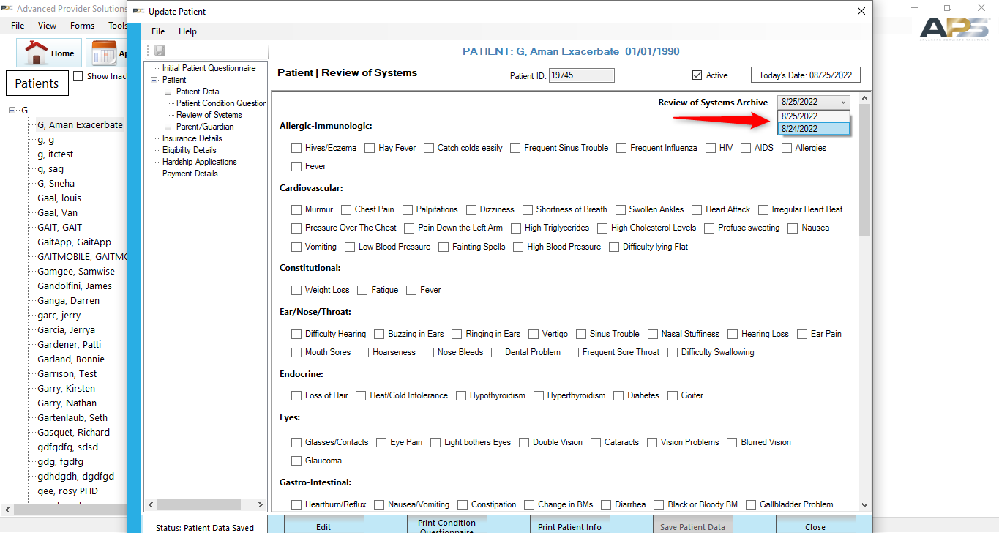 Advanced Provider Solutions
File View Forms Tools
Home
Patients
Show Inact
G
G, Aman Exacerbate
g, g
g, itctest
g, sag
G, Sneha
Gaal, louis
Gaal, Van
GAIT, GAIT
GaitApp, GaitApp
GAITMOBILE, GAITMO
Gamgee, Samwise
Gandolfini, James
Ganga, Darren
garc, jerry
Garcia, Jerrya
Gardener, Patti
Garland, Bonnie
Garrison, Test
Garry, Kirsten
Garry, Nathan
Gartenlaub, Seth
Gasquet, Richard
gdfgdfg, sdsd
gdg, fgdfg
gdhdgdh, dgdfgd
gee, rosy PHD
Update Patient
File Help
PATIENT: G, Aman Exacerbate 01/01/1990
Initial Patient Questionnaire
Patient
Patient Data
Patient Condition Question
Review of Systems
Parent/Guardian
Insurance Details
Eligibility Details
Hardship Applications
Payment Details
Patient | Review of Systems
Patient ID: 19745
Active
Today's Date: 08/25/2022
Review of Systems Archive 8/25/2022
8/25/2022
8/24/2022
Allergic-Immunologic:
Hives/Eczema Hay Fever Catch colds easily Frequent Sinus Trouble Frequent Influenza HIV AIDS Allergies
Fever
Cardiovascular:
Murmur Chest Pain Palpitations Dizziness Shortness of Breath Swollen Ankles Heart Attack Irregular Heart Beat
Pressure Over The Chest Pain Down the Left Arm High Triglycerides High Cholesterol Levels Profuse sweating Nausea
Vomiting Low Blood Pressure Fainting Spells High Blood Pressure Difficulty lying Flat
Constitutional:
Weight Loss Fatigue Fever
Ear/Nose/Throat:
Difficulty Hearing Buzzing in Ears Ringing in Ears Vertigo Sinus Trouble Nasal Stuffiness Hearing Loss Ear Pain
Mouth Sores Hoarseness Nose Bleeds Dental Problem Frequent Sore Throat Difficulty Swallowing
Endocrine:
Loss of Hair Heat/Cold Intolerance Hypothyroidism Hyperthyroidism Diabetes Goiter
Eyes:
Glasses/Contacts Eye Pain Light bothers Eyes Double Vision Cataracts Vision Problems Blurred Vision
Glaucoma
Gastro-Intestinal:
Heartburn/Reflux Nausea/Vomiting Constipation Change in BMs Diarrhea Black or Bloody BM Gallbladder Problem
Status: Patient Data Saved
Edit
Print Condition
Questionnaire
Print Patient Info
Save Patient Data
Close
APS
ADVANCED PROVIDER SOLUTIONS